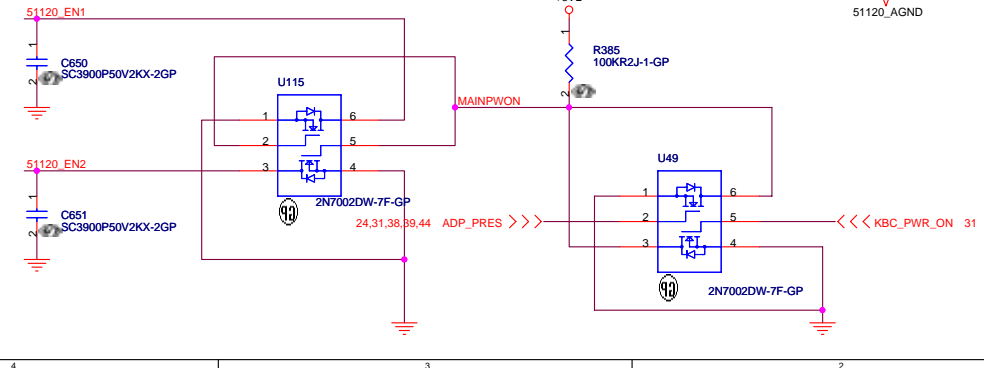 51120_EN1
51120_AGND
1
C650
SC3900P50V2KX-2GP
2
1
R385
100KR2J-1-GP
2
U115
MAINPWON
1
6
2
5
3
4
2N7002DW-7F-GP
51120_EN2
1
C651
SC3900P50V2KX-2GP
2
U49
1
6
24,31,38,39,44 ADP_PRES
2
5
KBC_PWR_ON 31
3
4
2N7002DW-7F-GP
4
3
2